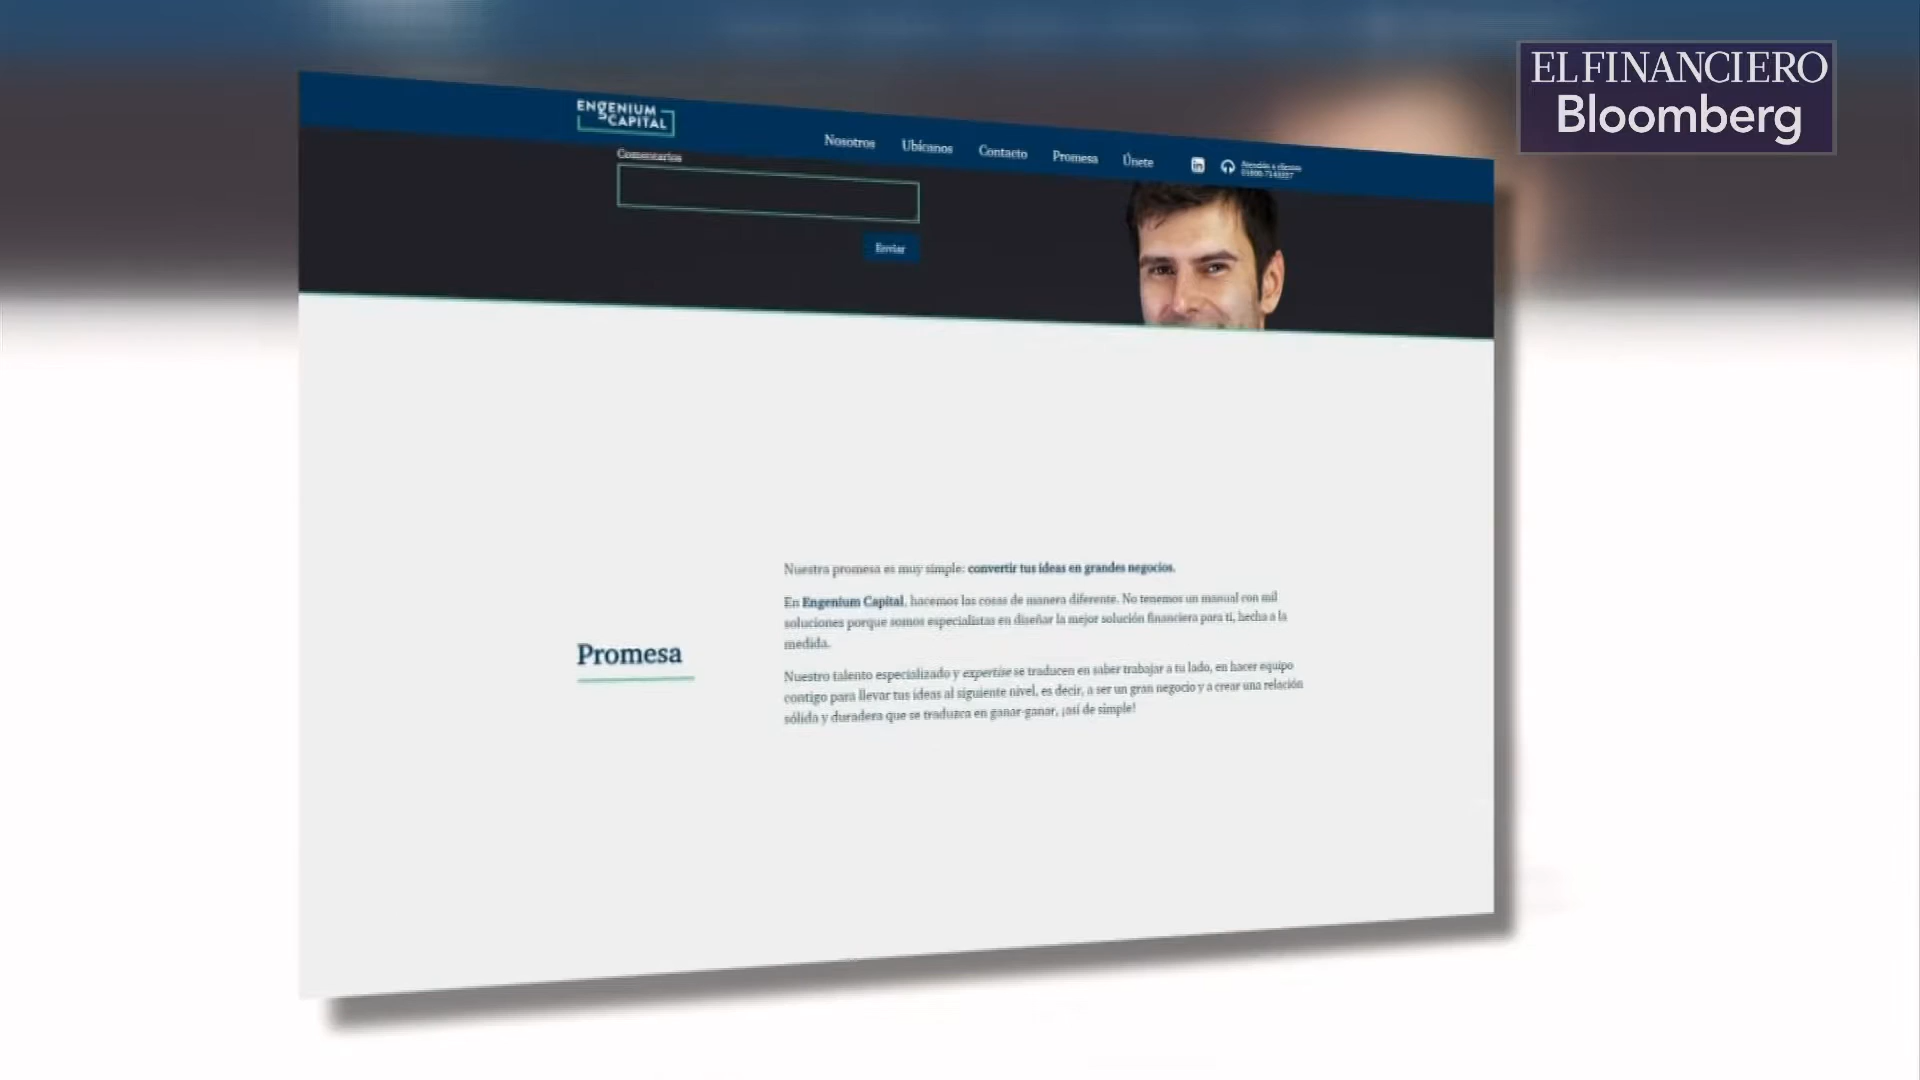 EL FINANCIERO
Bloomberg
ENGENIUM
CAPITAL
Nosotros Ubícanos Contacto Promesa Únete
Atención a clientes
Comentarios
Enviar
Promesa
Nuestra promesa es muy simple: convertir tus ideas en grandes negocios.
En Engenium Capital, hacemos las cosas de manera diferente. No tenemos un manual con mil
soluciones porque somos especialistas en diseñar la mejor solución financiera para ti, hecha a la
medida.
Nuestro talento especializado y expertise se traducen en saber trabajar a tu lado, en hacer equipo
contigo para llevar tus ideas al siguiente nivel, es decir, a ser un gran negocio y a crear una relación
sólida y duradera que se traduzca en ganar-ganar, ¡así de simple!